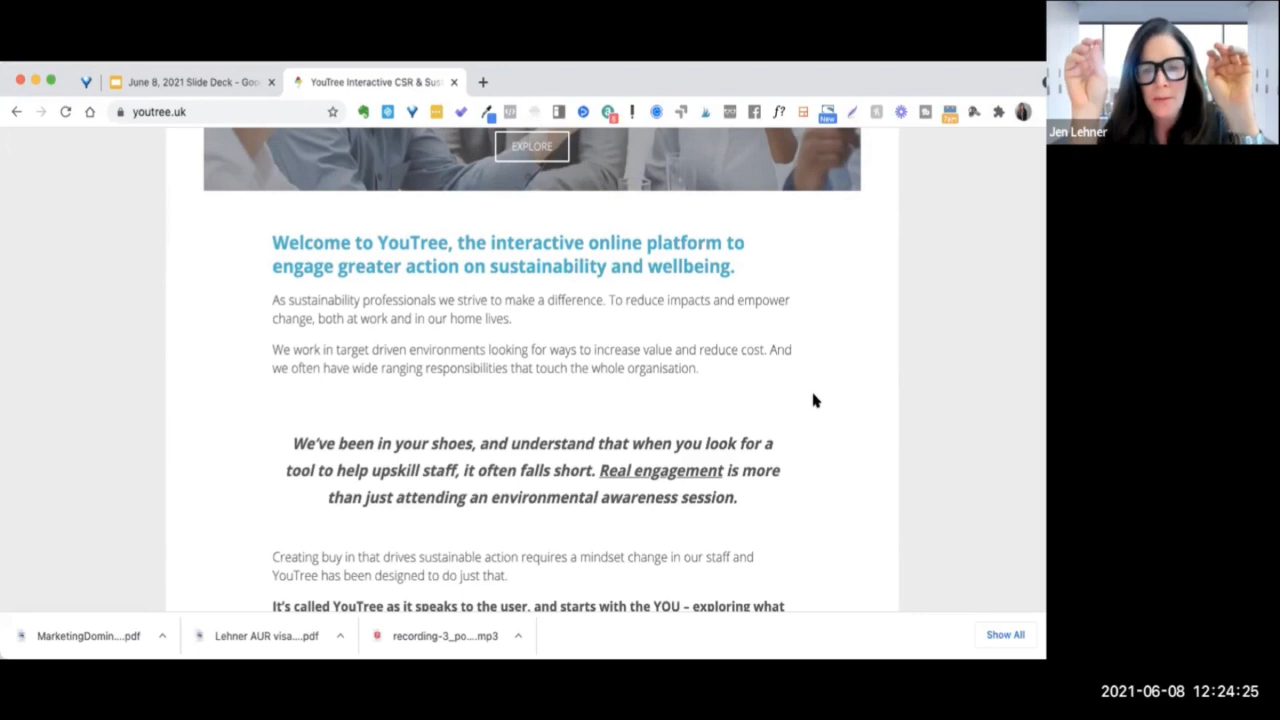 June 8, 2021 Slide Deck - Goo
YouTree Interactive CSR & Sus
youtree.uk
New
7am
f?
EXPLORE
Jen Lehner
Welcome to YouTree, the interactive online platform to
engage greater action on sustainability and wellbeing.
As sustainability professionals we strive to make a difference. To reduce impacts and empower
change, both at work and in our home lives.
We work in target driven environments looking for ways to increase value and reduce cost. And
we often have wide ranging responsibilities that touch the whole organisation.
We've been in your shoes, and understand that when you look for a
tool to help upskill staff, it often falls short. Real engagement is more
than just attending an environmental awareness session.
Creating buy in that drives sustainable action requires a mindset change in our staff and
YouTree has been designed to do just that.
It's called YouTree as it speaks to the user, and starts with the YOU – exploring what
MarketingDomin....pdf
Lehner AUR visa....pdf
recording-3_po....mp3
Show All
2021-06-08 12:24:25